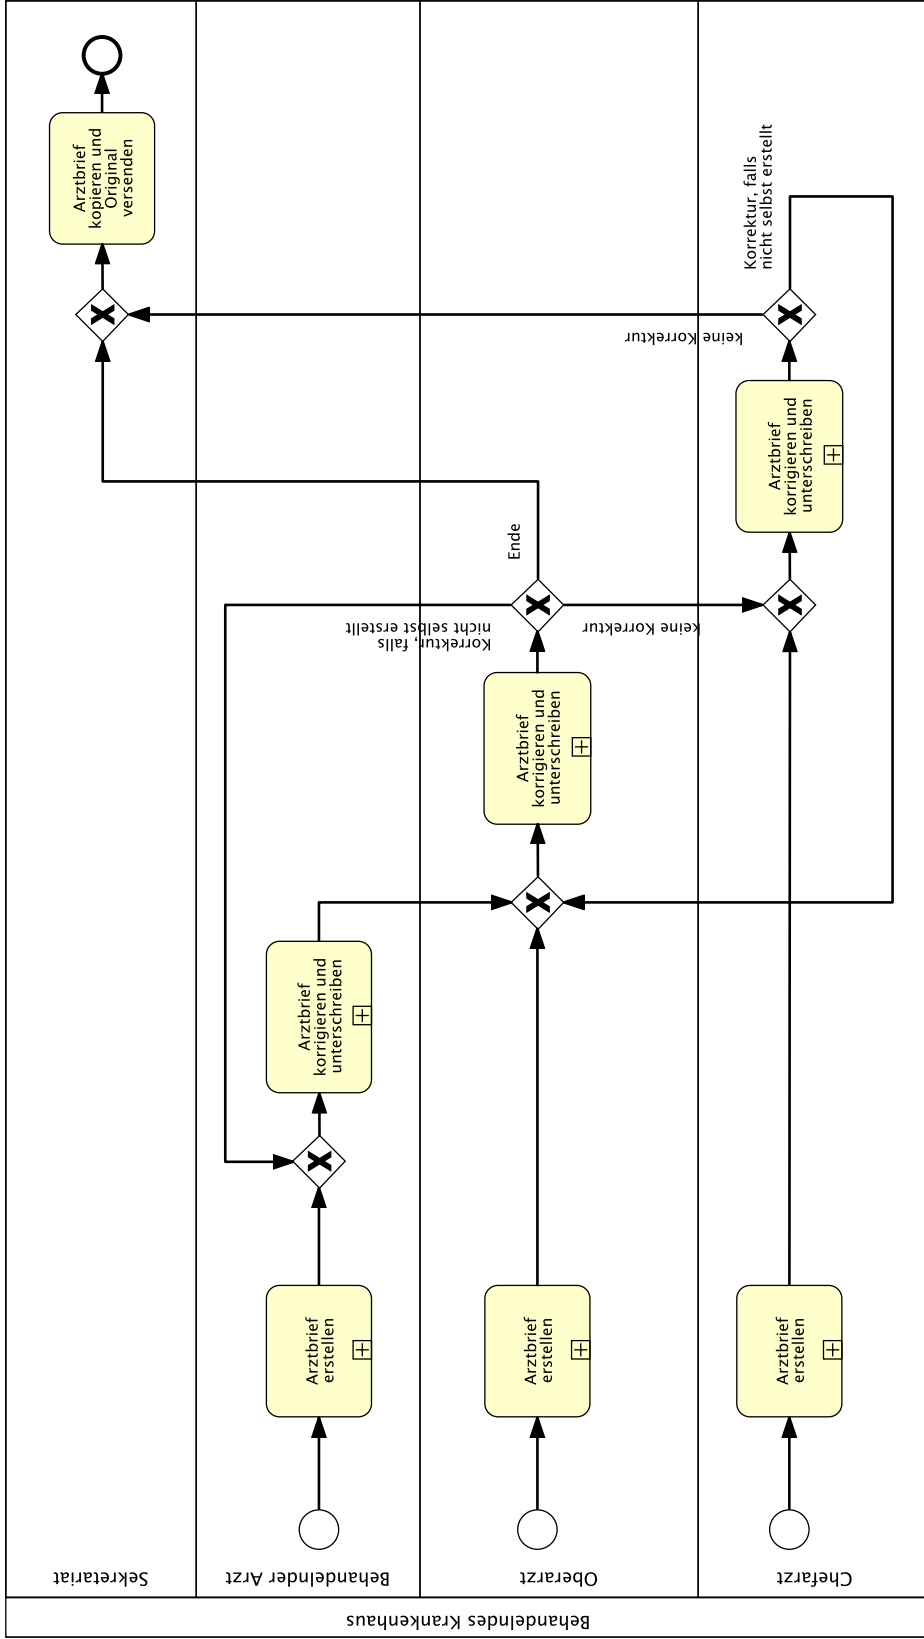 Behandelndes Krankenhaus
Sekretariat
Arztbrief
kopieren und
Original
versenden
Behandelnder Arzt
Arztbrief
erstellen
Arztbrief
korrigieren und
unterschreiben
Oberarzt
Arztbrief
erstellen
Arztbrief
korrigieren und
unterschreiben
Korrektur, falls
nicht selbst erstellt
keine Korrektur
Ende
Chefarzt
Arztbrief
erstellen
Arztbrief
korrigieren und
unterschreiben
keine Korrektur
Korrektur, falls
nicht selbst erstellt